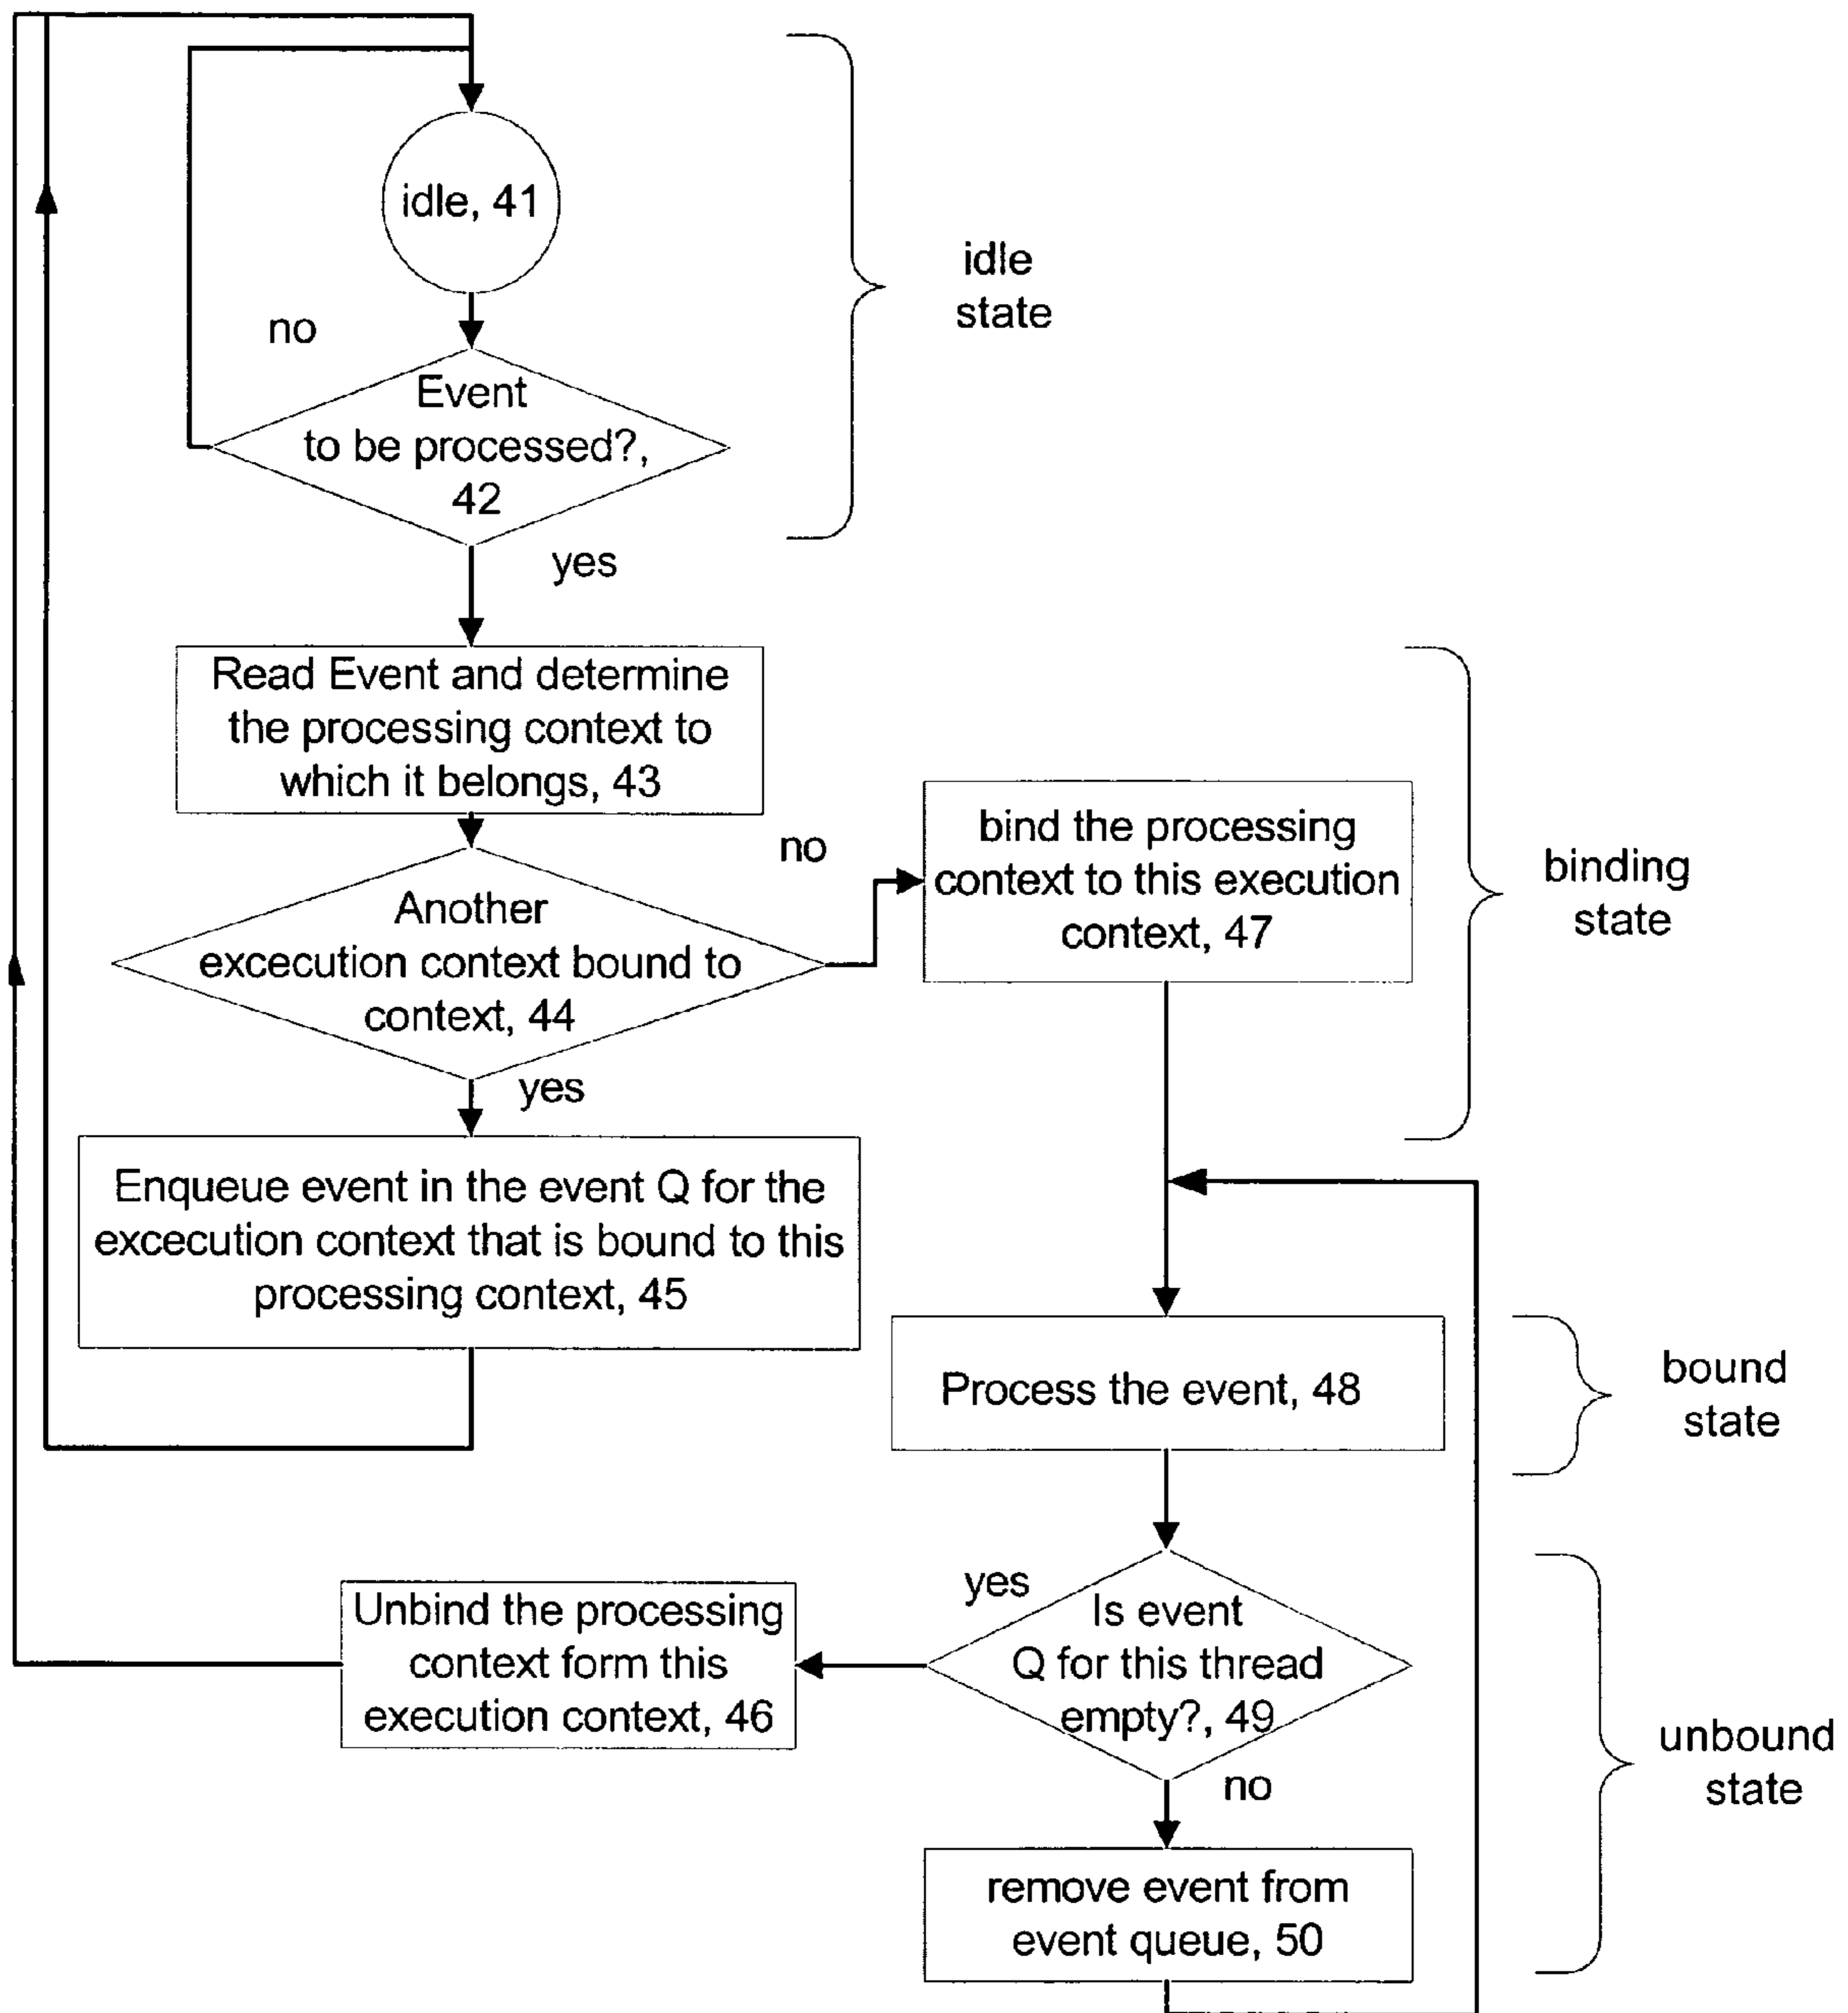 idle, 41
idle
state
no
Event
to be processed?,
42
yes
Read Event and determine
the processing context to
which it belongs, 43
no
bind the processing
context to this execution
context, 47
binding
state
Another
excecution context bound to
context, 44
yes
Enqueue event in the event Q for the
excecution context that is bound to this
processing context, 45
Process the event, 48
bound
state
yes
Is event
Q for this thread
empty?, 49
Unbind the processing
context form this
execution context, 46
no
unbound
state
remove event from
event queue, 50